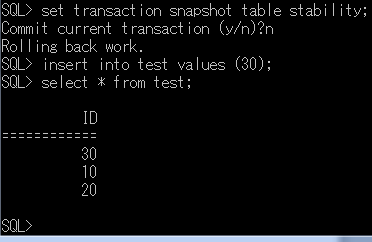 SQL> set transaction snapshot table stability;
Commit current transaction (y/n)?n
Rolling back work.
SQL> insert into test values (30);
SQL> select * from test;
ID
============
30
10
20
SQL>